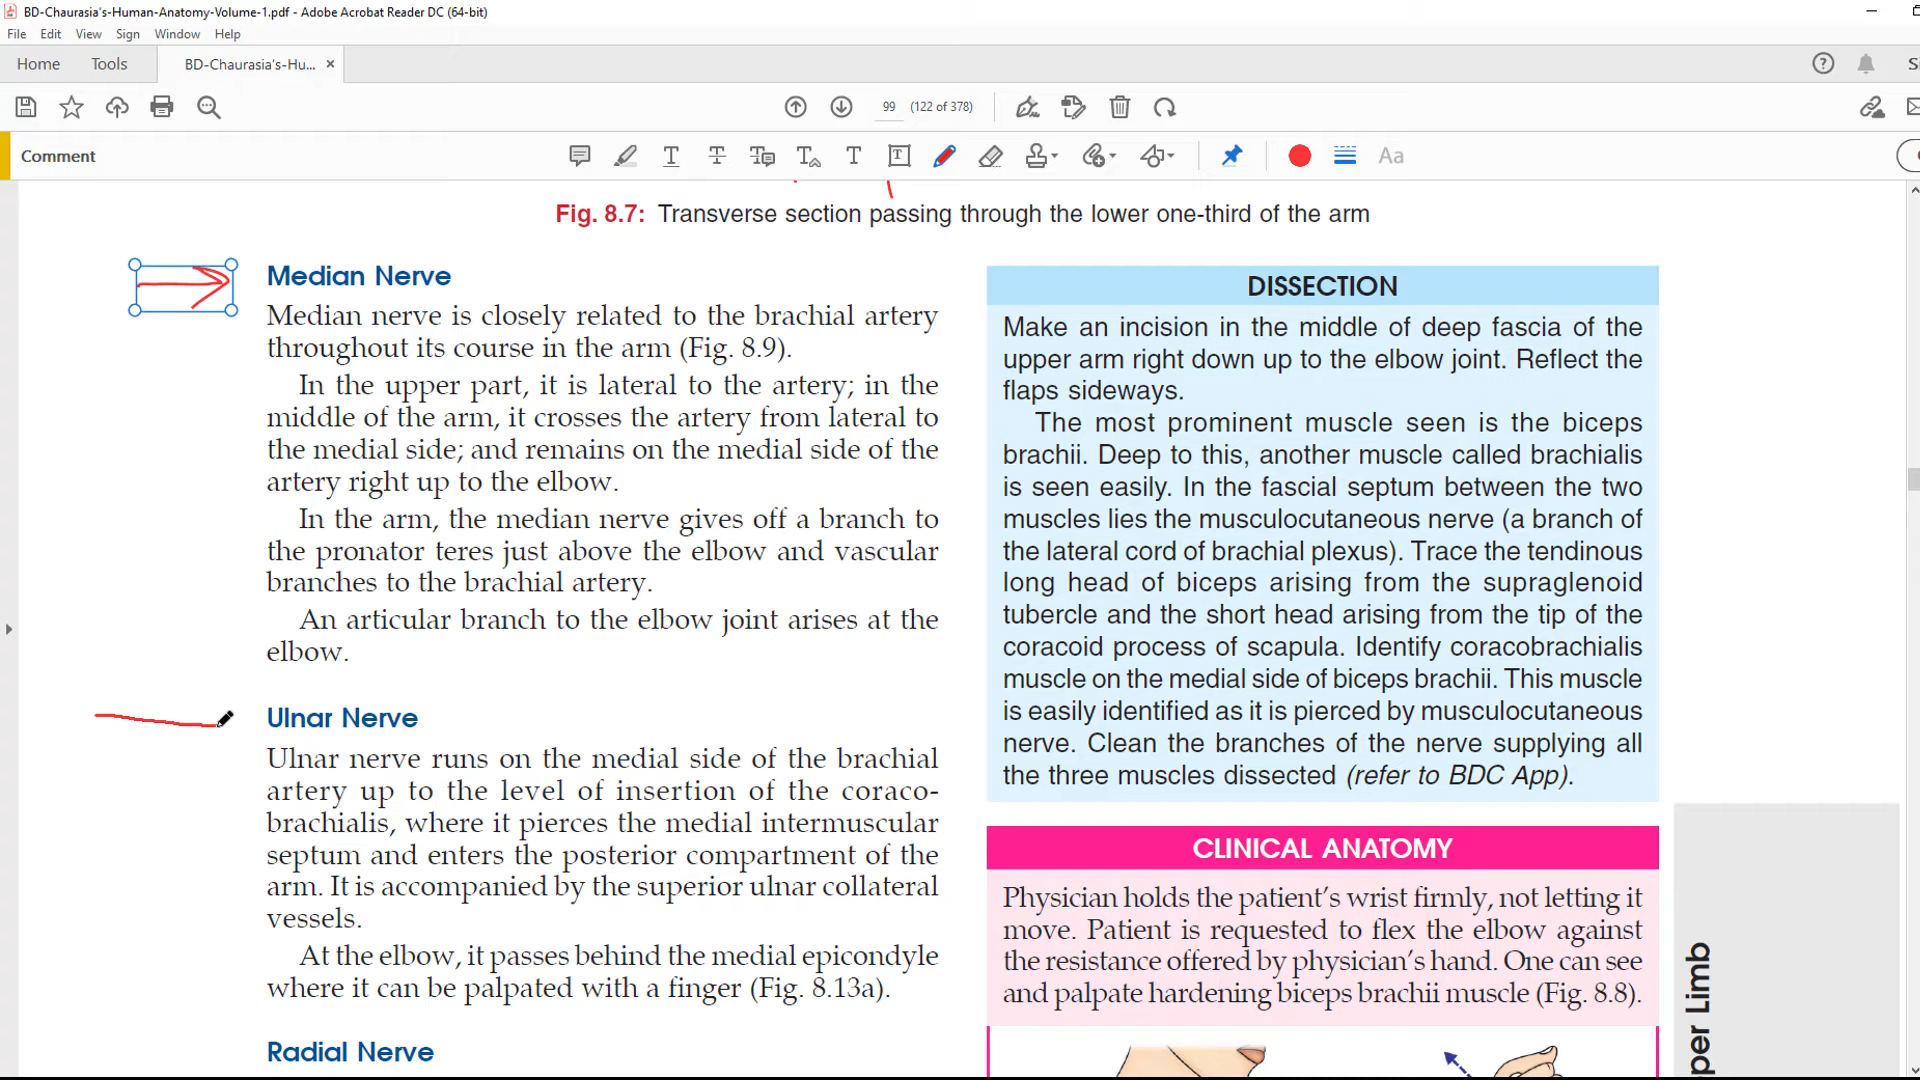 BD-Chaurasia's-Human-Anatomy-Volume-1.pdf - Adobe Acrobat Reader DC (64-bit)
File Edit View Sign Window Help
Home Tools BD-Chaurasia's-Hu... ×
99 (122 of 378)
Comment
Aa
Fig. 8.7: Transverse section passing through the lower one-third of the arm
Median Nerve
Median nerve is closely related to the brachial artery
throughout its course in the arm (Fig. 8.9).
In the upper part, it is lateral to the artery; in the
middle of the arm, it crosses the artery from lateral to
the medial side; and remains on the medial side of the
artery right up to the elbow.
In the arm, the median nerve gives off a branch to
the pronator teres just above the elbow and vascular
branches to the brachial artery.
An articular branch to the elbow joint arises at the
elbow.
Ulnar Nerve
Ulnar nerve runs on the medial side of the brachial
artery up to the level of insertion of the coraco-
brachialis, where it pierces the medial intermuscular
septum and enters the posterior compartment of the
arm. It is accompanied by the superior ulnar collateral
vessels.
At the elbow, it passes behind the medial epicondyle
where it can be palpated with a finger (Fig. 8.13a).
Radial Nerve
DISSECTION
Make an incision in the middle of deep fascia of the
upper arm right down up to the elbow joint. Reflect the
flaps sideways.
The most prominent muscle seen is the biceps
brachii. Deep to this, another muscle called brachialis
is seen easily. In the fascial septum between the two
muscles lies the musculocutaneous nerve (a branch of
the lateral cord of brachial plexus). Trace the tendinous
long head of biceps arising from the supraglenoid
tubercle and the short head arising from the tip of the
coracoid process of scapula. Identify coracobrachialis
muscle on the medial side of biceps brachii. This muscle
is easily identified as it is pierced by musculocutaneous
nerve. Clean the branches of the nerve supplying all
the three muscles dissected (refer to BDC App).
CLINICAL ANATOMY
Physician holds the patient's wrist firmly, not letting it
move. Patient is requested to flex the elbow against
the resistance offered by physician's hand. One can see
and palpate hardening biceps brachii muscle (Fig. 8.8).
per Limb